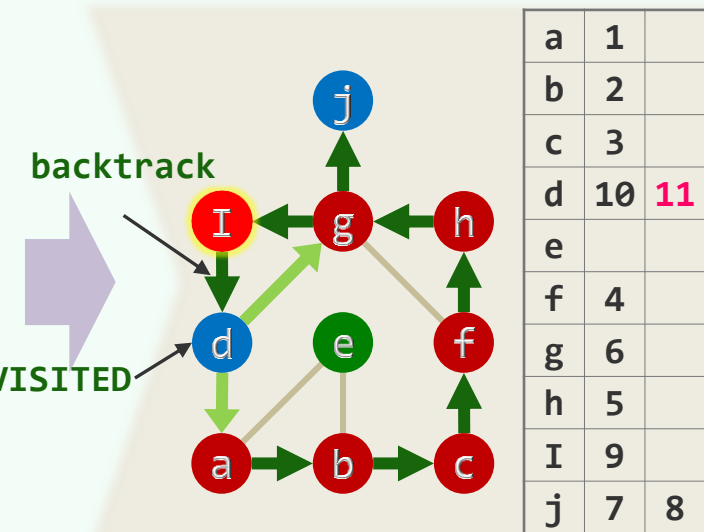 backtrack
VISITED
j
I g h
d e f
a b c
a 1
b 2
c 3
d 10 11
e
f 4
g 6
h 5
I 9
j 7 8